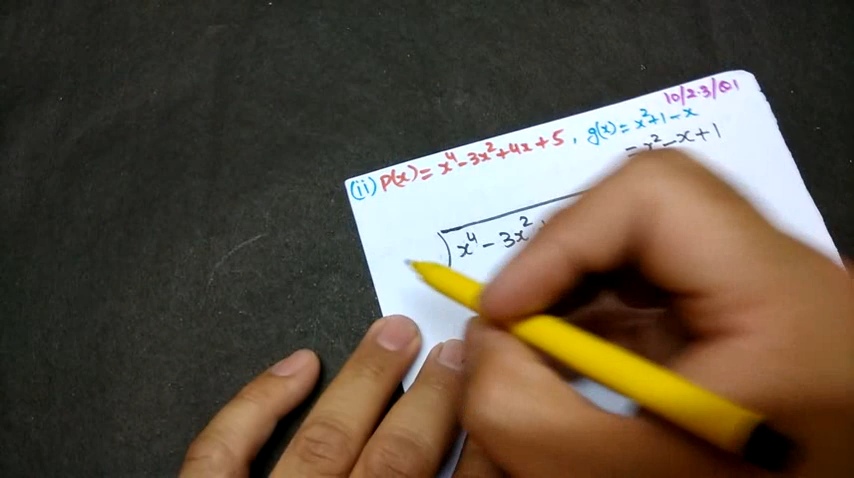 10/2.3/Q1
(ii) P(x) = x⁴ - 3x² + 4x + 5, g(x) = x² + 1 - x
= x² - x + 1
x⁴ - 3x²